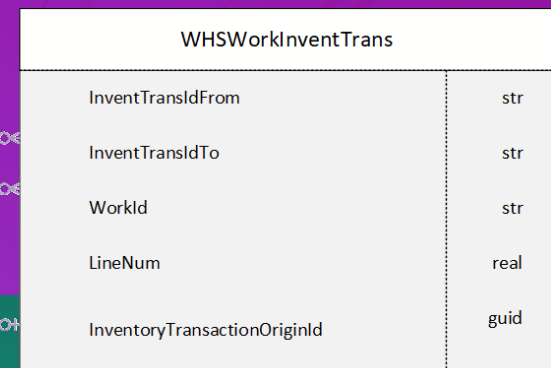 WHSWorkInventTrans
InventTransIdFrom str
InventTransIdTo str
WorkId str
LineNum real
InventoryTransactionOriginId guid